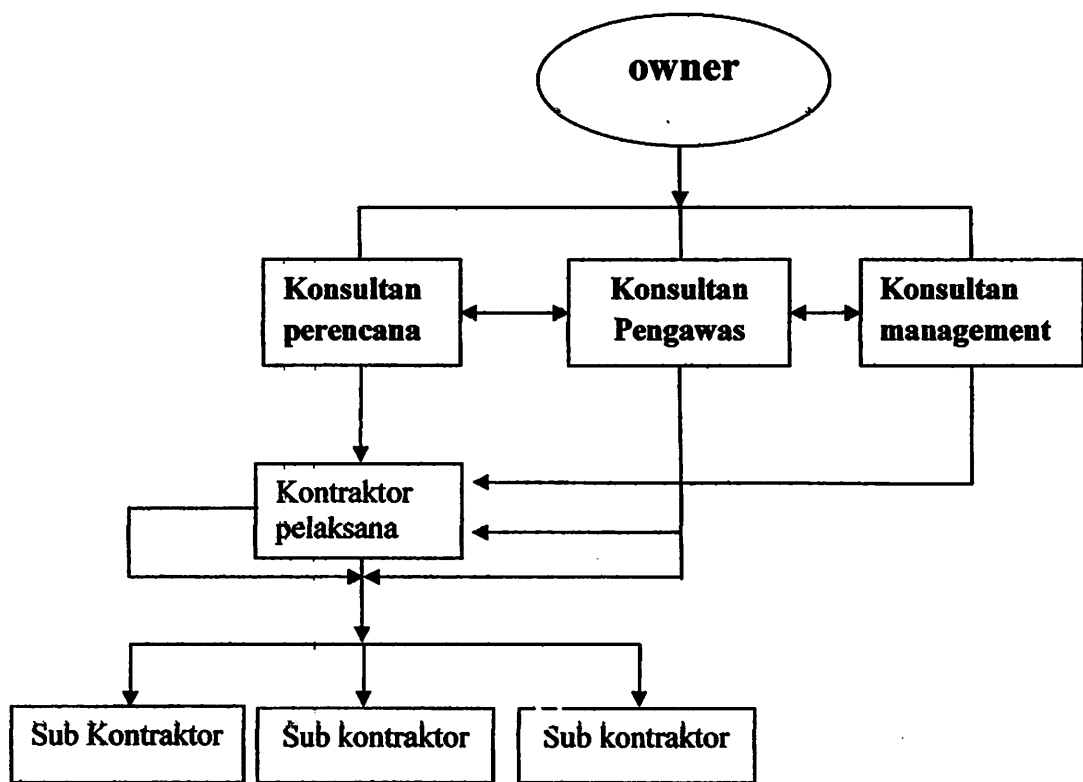 owner
Konsultan
perencana
Konsultan
Pengawas
Konsultan
management
Kontraktor
pelaksana
Sub Kontraktor
Sub kontraktor
Sub kontraktor